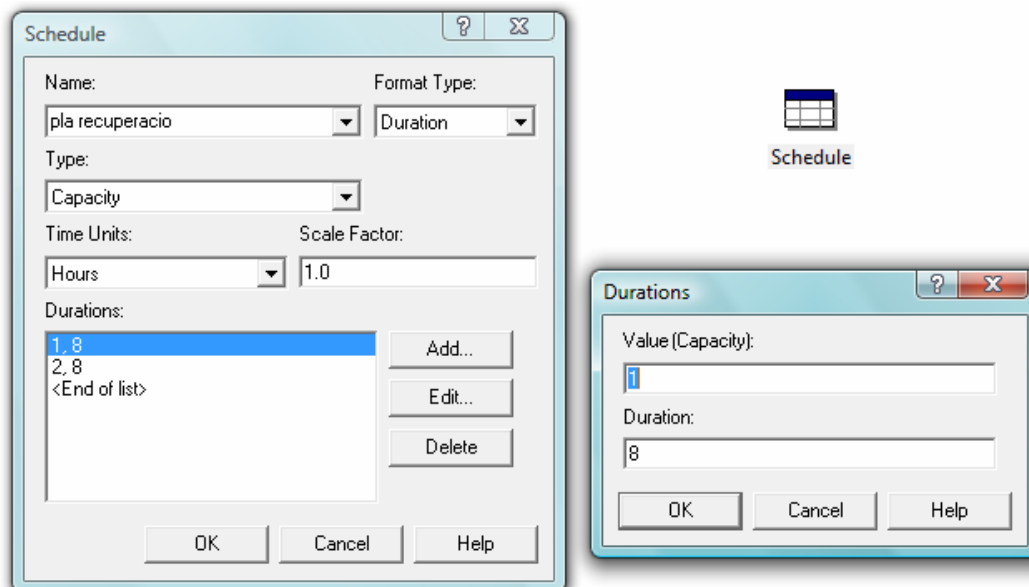 Schedule
Name:
Format Type:
pla recuperacio
Duration
Type:
Capacity
Time Units:
Scale Factor:
Hours
1.0
Durations:
1, 8
2, 8
<End of list>
Add...
Edit...
Delete
OK
Cancel
Help
Schedule
Durations
Value (Capacity):
1
Duration:
8
OK
Cancel
Help